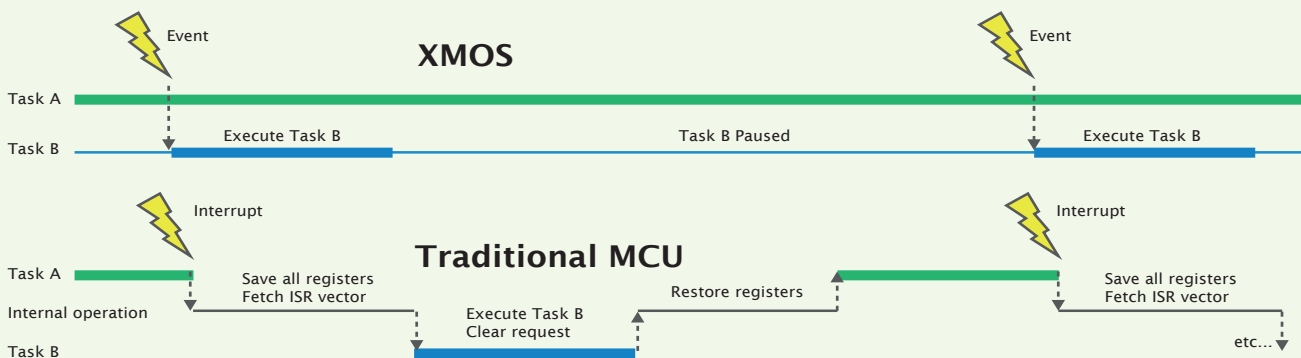 Event
XMOS
Event
Task A
Execute Task B
Task B Paused
Execute Task B
Task B
Interrupt
Interrupt
Traditional MCU
Task A
Save all registers
Fetch ISR vector
Restore registers
Save all registers
Fetch ISR vector
Internal operation
Execute Task B
Clear request
etc...
Task B